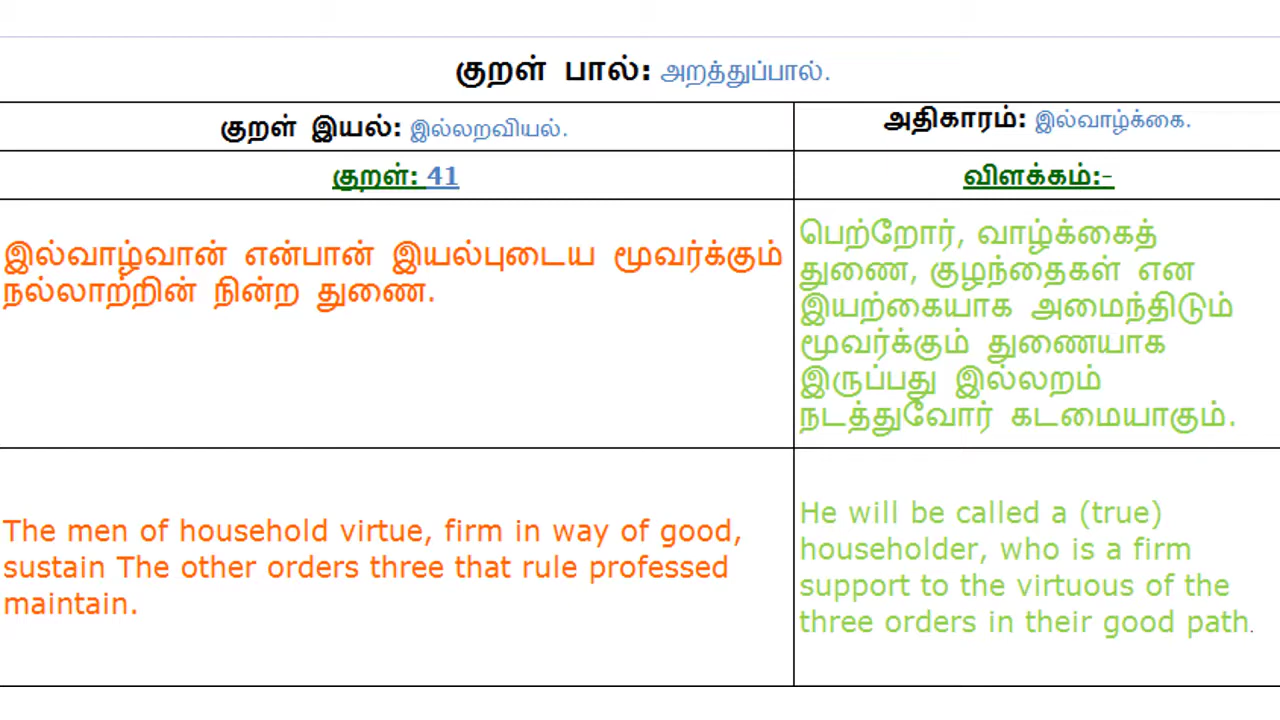 குறள் பால்: அறத்துப்பால்.
குறள் இயல்: இல்லறவியல்.
அதிகாரம்: இல்வாழ்க்கை.
குறள்: 41
விளக்கம்:-
இல்வாழ்வான் என்பான் இயல்புடைய மூவர்க்கும்
நல்லாற்றின் நின்ற துணை.
பெற்றோர், வாழ்க்கைத்
துணை, குழந்தைகள் என
இயற்கையாக அமைந்திடும்
மூவர்க்கும் துணையாக
இருப்பது இல்லறம்
நடத்துவோர் கடமையாகும்.
The men of household virtue, firm in way of good,
sustain The other orders three that rule professed
maintain.
He will be called a (true)
householder, who is a firm
support to the virtuous of the
three orders in their good path.